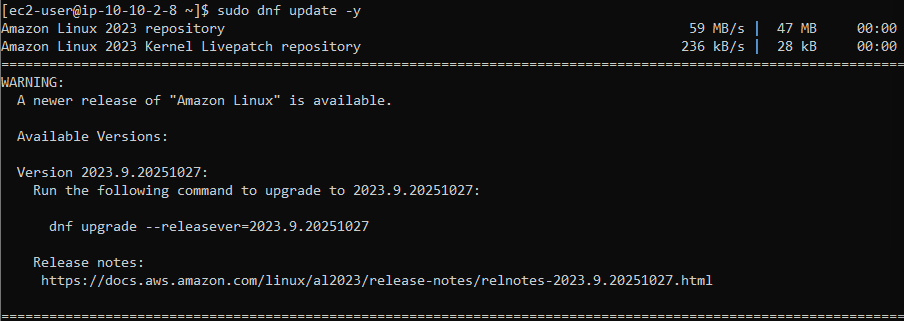 [ec2-user@ip-10-10-2-8 ~]$ sudo dnf update -y
Amazon Linux 2023 repository                                                         59 MB/s |  47 MB     00:00
Amazon Linux 2023 Kernel Livepatch repository                                       236 kB/s |  28 kB     00:00
================================================================================================================
WARNING:
  A newer release of "Amazon Linux" is available.

  Available Versions:

  Version 2023.9.20251027:
    Run the following command to upgrade to 2023.9.20251027:

      dnf upgrade --releasever=2023.9.20251027

    Release notes:
     https://docs.aws.amazon.com/linux/al2023/release-notes/relnotes-2023.9.20251027.html

================================================================================================================